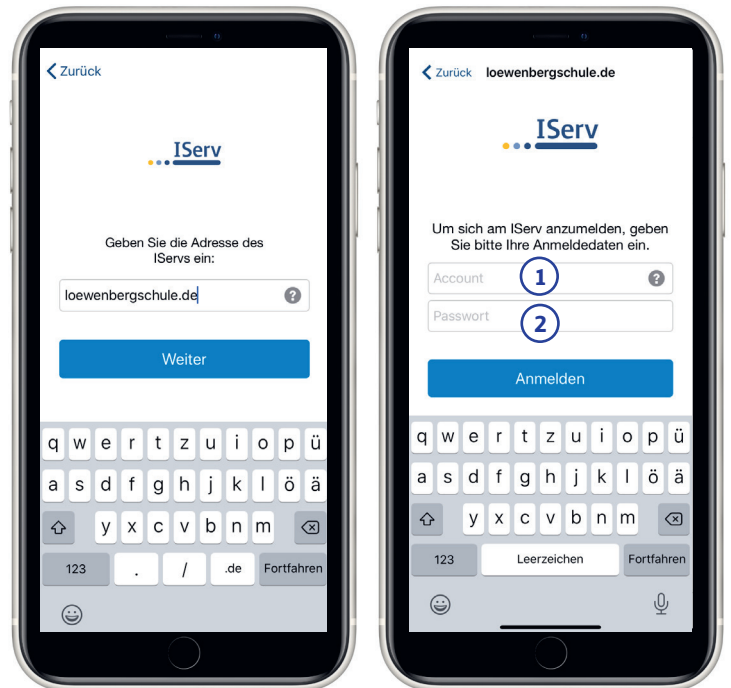 Zurück
IServ
Geben Sie die Adresse des
IServs ein:
loewenbergschule.de
?
Weiter
q w e r t z u i o p ü
a s d f g h j k l ö ä
y x c v b n m
123 . / .de Fortfahren
Zurück loewenbergschule.de
IServ
Um sich am IServ anzumelden, geben
Sie bitte Ihre Anmeldedaten ein.
Account 1 ?
Passwort 2
Anmelden
q w e r t z u i o p ü
a s d f g h j k l ö ä
y x c v b n m
123 Leerzeichen Fortfahren